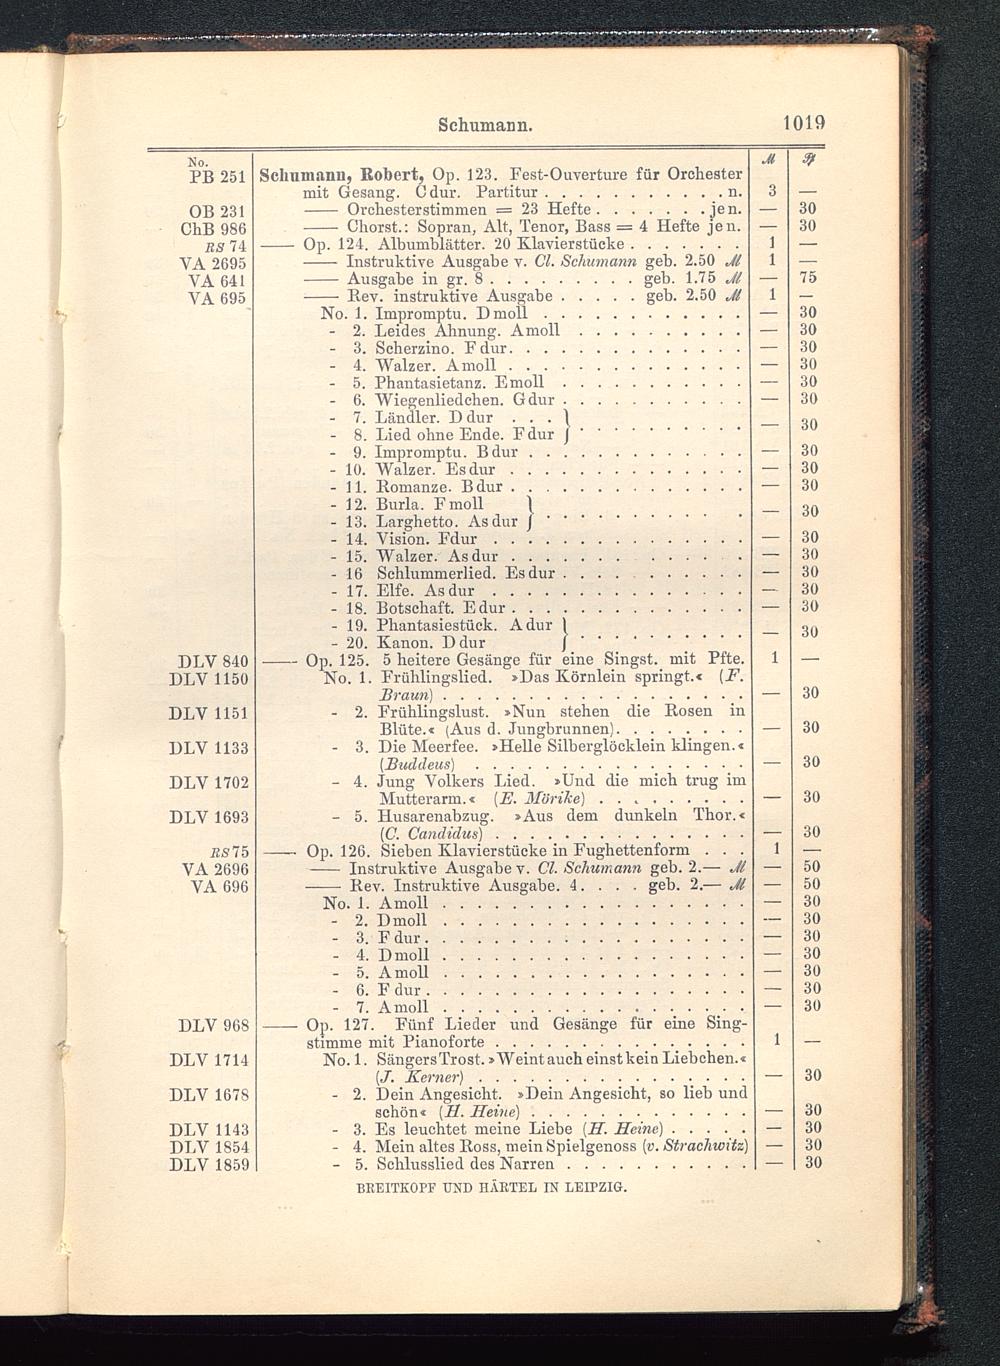 Schumann. 1019
No. ℳ ₰
PB 251 Schumann, Robert, Op. 123. Fest-Ouverture für Orchester
mit Gesang. Cdur. Partitur . . . . . . . . . . . n. 3 —
OB 231 —— Orchesterstimmen = 23 Hefte . . . . . . . jen. — 30
ChB 986 —— Chorst.: Sopran, Alt, Tenor, Bass = 4 Hefte jen. — 30
RS 74 —— Op. 124. Albumblätter. 20 Klavierstücke . . . . . . . 1 —
VA 2695 —— Instruktive Ausgabe v. Cl. Schumann geb. 2.50 ℳ 1 —
VA 641 —— Ausgabe in gr. 8 . . . . . . . . . geb. 1.75 ℳ — 75
VA 695 —— Rev. instruktive Ausgabe . . . . . geb. 2.50 ℳ 1 —
No. 1. Impromptu. D moll . . . . . . . . . . . . — 30
- 2. Leides Ahnung. A moll . . . . . . . . . . — 30
- 3. Scherzino. F dur . . . . . . . . . . . . . — 30
- 4. Walzer. A moll . . . . . . . . . . . . . — 30
- 5. Phantasietanz. E moll . . . . . . . . . . . — 30
- 6. Wiegenliedchen. G dur . . . . . . . . . . . — 30
- 7. Ländler. D dur . . . }
- 8. Lied ohne Ende. F dur } . . . . . . . . . . — 30
- 9. Impromptu. B dur . . . . . . . . . . . . . — 30
- 10. Walzer. Es dur . . . . . . . . . . . . . . — 30
- 11. Romanze. B dur . . . . . . . . . . . . . . — 30
- 12. Burla. F moll }
- 13. Larghetto. As dur } . . . . . . . . . . . — 30
- 14. Vision. Fdur . . . . . . . . . . . . . . . — 30
- 15. Walzer. As dur . . . . . . . . . . . . . . — 30
- 16 Schlummerlied. Es dur . . . . . . . . . . . — 30
- 17. Elfe. As dur . . . . . . . . . . . . . . . — 30
- 18. Botschaft. E dur . . . . . . . . . . . . . . — 30
- 19. Phantasiestück. A dur }
- 20. Kanon. D dur } . . . . . . . . . . — 30
DLV 840 —— Op. 125. 5 heitere Gesänge für eine Singst. mit Pfte. 1 —
DLV 1150 No. 1. Frühlingslied. »Das Körnlein springt.« (F.
Braun) . . . . . . . . . . . . . . . . . — 30
DLV 1151 - 2. Frühlingslust. »Nun stehen die Rosen in
Blüte.« (Aus d. Jungbrunnen) . . . . . . . — 30
DLV 1133 - 3. Die Meerfee. »Helle Silberglöcklein klingen.«
(Buddeus) . . . . . . . . . . . . . . . — 30
DLV 1702 - 4. Jung Volkers Lied. »Und die mich trug im
Mutterarm.« (E. Mörike) . . . . . . . . . — 30
DLV 1693 - 5. Husarenabzug. »Aus dem dunkeln Thor.«
(C. Candidus) . . . . . . . . . . . . . . — 30
RS 75 —— Op. 126. Sieben Klavierstücke in Fughettenform . . . 1 —
VA 2696 —— Instruktive Ausgabe v. Cl. Schumann geb. 2.— ℳ — 50
VA 696 —— Rev. Instruktive Ausgabe. 4 . . . . geb. 2.— ℳ — 50
No. 1. A moll . . . . . . . . . . . . . . . . . . — 30
- 2. D moll . . . . . . . . . . . . . . . . . . — 30
- 3. F dur . . . . . . . . . . . . . . . . . . — 30
- 4. D moll . . . . . . . . . . . . . . . . . . — 30
- 5. A moll . . . . . . . . . . . . . . . . . . — 30
- 6. F dur . . . . . . . . . . . . . . . . . . — 30
- 7. A moll . . . . . . . . . . . . . . . . . . — 30
DLV 968 —— Op. 127. Fünf Lieder und Gesänge für eine Sing-
stimme mit Pianoforte . . . . . . . . . . . . . . . 1 —
DLV 1714 No. 1. Sängers Trost. »Weint auch einst kein Liebchen.«
(J. Kerner) . . . . . . . . . . . . . . . — 30
DLV 1678 - 2. Dein Angesicht. »Dein Angesicht, so lieb und
schön« (H. Heine) . . . . . . . . . . . . . — 30
DLV 1143 - 3. Es leuchtet meine Liebe (H. Heine) . . . . . — 30
DLV 1854 - 4. Mein altes Ross, mein Spielgenoss (v. Strachwitz) — 30
DLV 1859 - 5. Schlusslied des Narren . . . . . . . . . . . — 30
BREITKOPF UND HÄRTEL IN LEIPZIG.